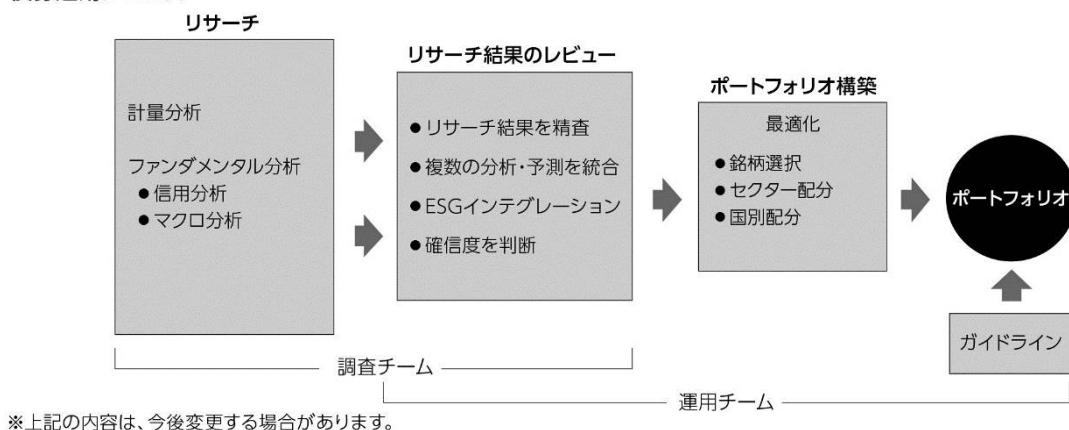 リサーチ
計量分析
ファンダメンタル分析
●信用分析
●マクロ分析
リサーチ結果のレビュー
●リサーチ結果を精査
●複数の分析・予測を統合
●ESGインテグレーション
●確信度を判断
ポートフォリオ構築
最適化
●銘柄選択
●セクター配分
●国別配分
ポートフォリオ
ガイドライン
調査チーム
運用チーム
※上記の内容は、今後変更する場合があります。